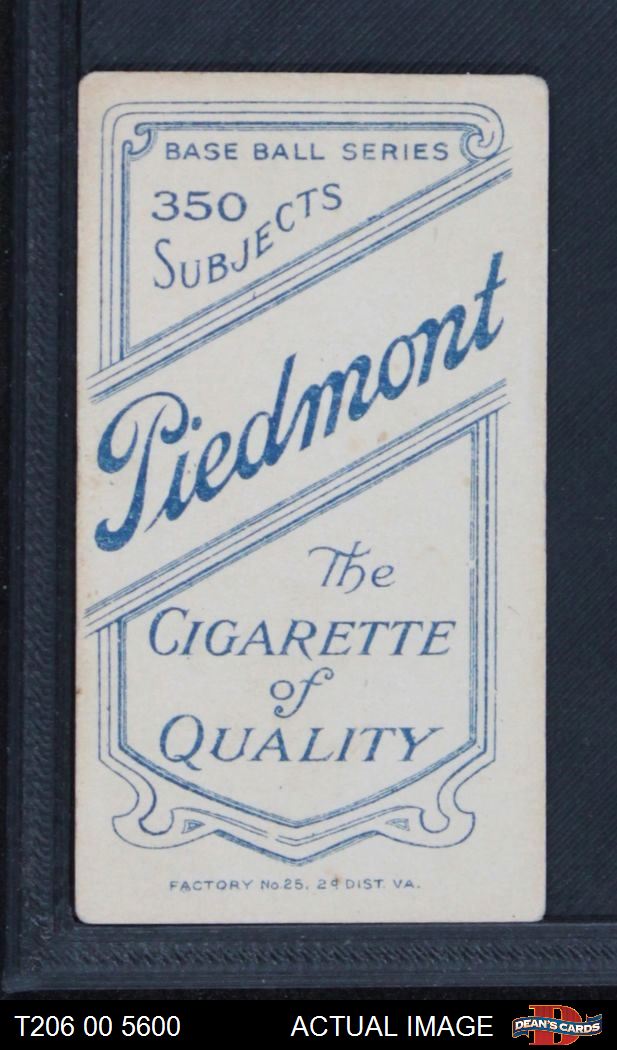 BASE BALL SERIES
350
SUBJECTS
Piedmont
The
CIGARETTE
of
QUALITY
FACTORY No.25. 2d DIST. VA.
T206 00 5600
ACTUAL IMAGE
DEAN'S CARDS